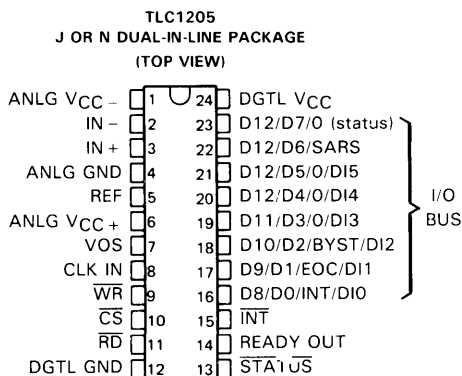 TLC1205
J OR N DUAL-IN-LINE PACKAGE
(TOP VIEW)
ANLG VCC - 1 24 DGTL VCC
IN - 2 23 D12/D7/0 (status)
IN + 3 22 D12/D6/SARS
ANLG GND 4 21 D12/D5/0/DI5
REF 5 20 D12/D4/0/DI4
ANLG VCC + 6 19 D11/D3/0/DI3
VOS 7 18 D10/D2/BYST/DI2
CLK IN 8 17 D9/D1/EOC/DI1
WR 9 16 D8/D0/INT/DI0
CS 10 15 INT
RD 11 14 READY OUT
DGTL GND 12 13 STATUS
I/O
BUS